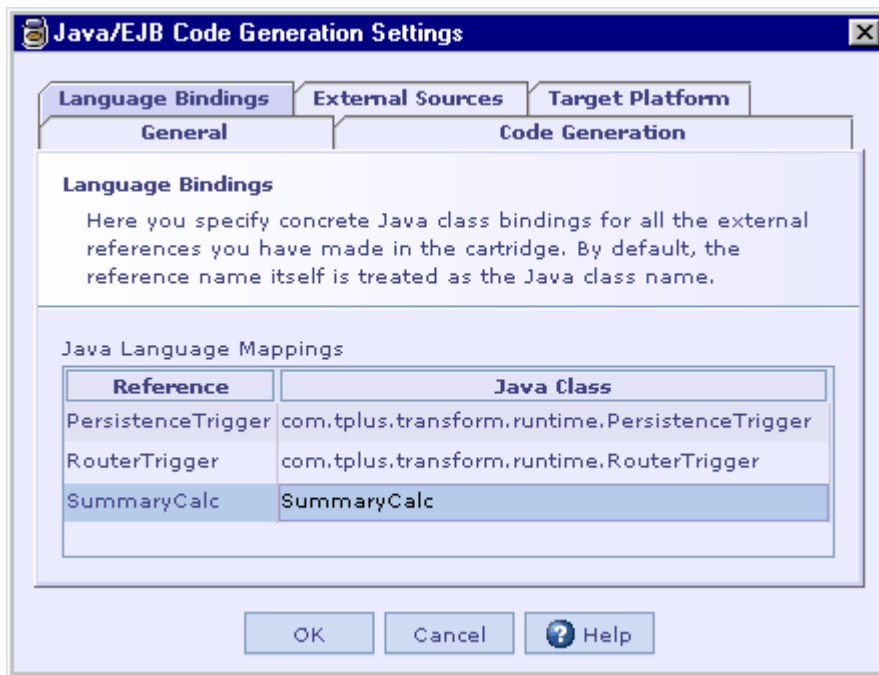 Java/EJB Code Generation Settings
Language Bindings External Sources Target Platform
General Code Generation
Language Bindings
Here you specify concrete Java class bindings for all the external
references you have made in the cartridge. By default, the
reference name itself is treated as the Java class name.
Java Language Mappings
Reference Java Class
PersistenceTrigger com.tplus.transform.runtime.PersistenceTrigger
RouterTrigger com.tplus.transform.runtime.RouterTrigger
SummaryCalc SummaryCalc
OK Cancel ? Help